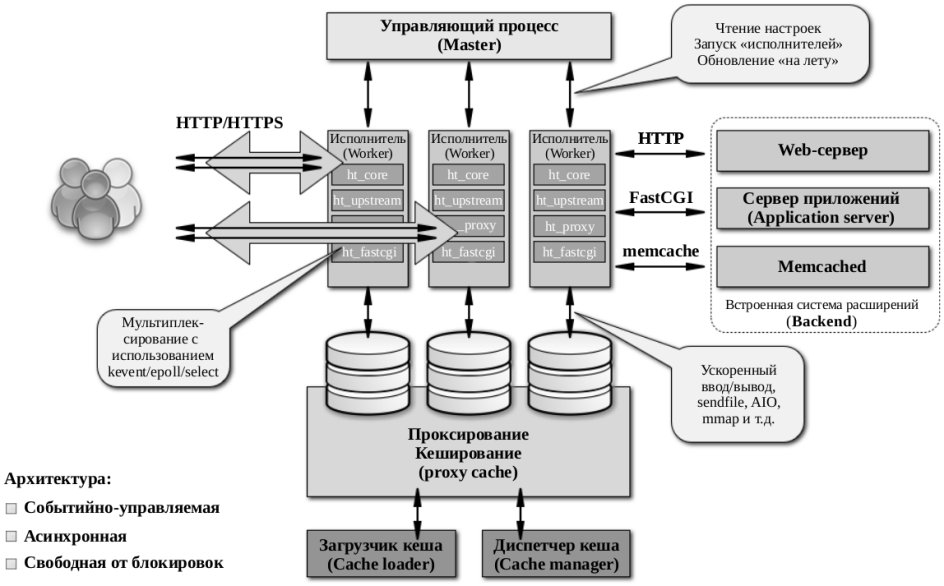 Управляющий процесс
(Master)
Чтение настроек
Запуск «исполнителей»
Обновление «на лету»
HTTP/HTTPS
Исполнитель
(Worker)
ht_core
ht_upstream
ht_fastcgi
Исполнитель
(Worker)
ht_core
ht_upstream
_proxy
ht_fastcgi
Исполнитель
(Worker)
ht_core
ht_upstream
ht_proxy
ht_fastcgi
HTTP
FastCGI
memcache
Web-сервер
Сервер приложений
(Application server)
Memcached
Встроенная система расширений
(Backend)
Мультиплек-
сирование с
использованием
kevent/epoll/select
Ускоренный
ввод/вывод,
sendfile, AIO,
mmap и т.д.
Проксирование
Кеширование
(proxy cache)
Загрузчик кеша
(Cache loader)
Диспетчер кеша
(Cache manager)
Архитектура:
Событийно-управляемая
Асинхронная
Свободная от блокировок